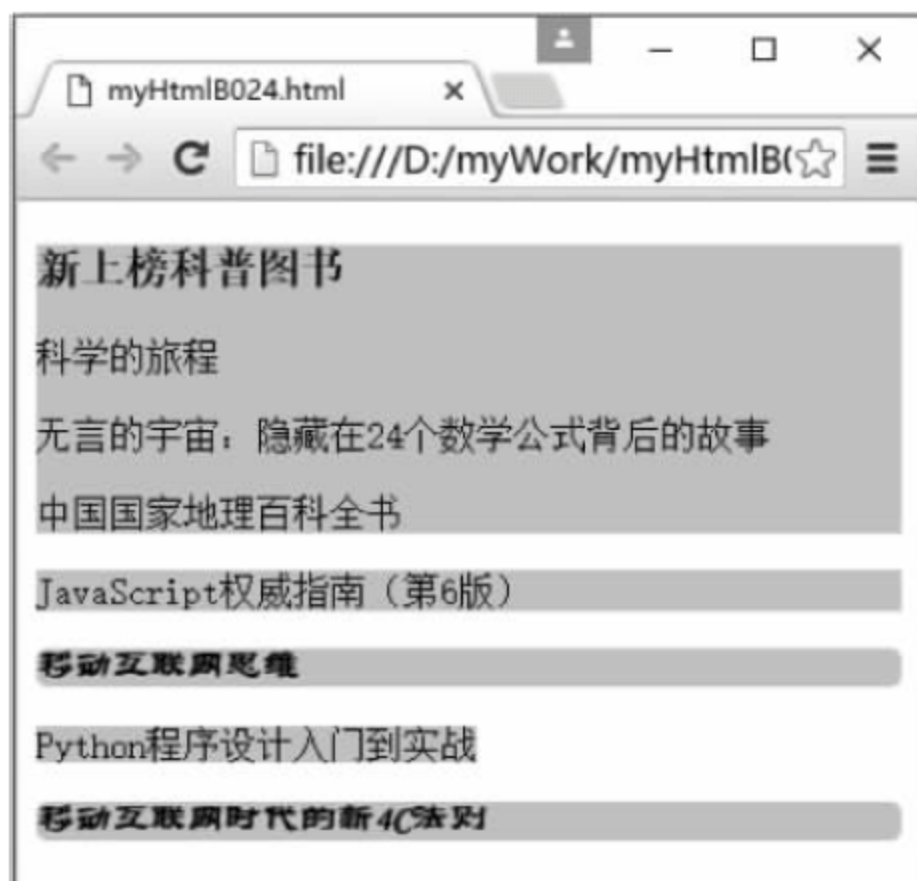 myHtmlB024.html
file:///D:/myWork/myHtmlB(
新上榜科普图书
科学的旅程
无言的宇宙：隐藏在24个数学公式背后的故事
中国国家地理百科全书
JavaScript权威指南（第6版）
移动互联网思维
Python程序设计入门到实战
移动互联网时代的新4C法则